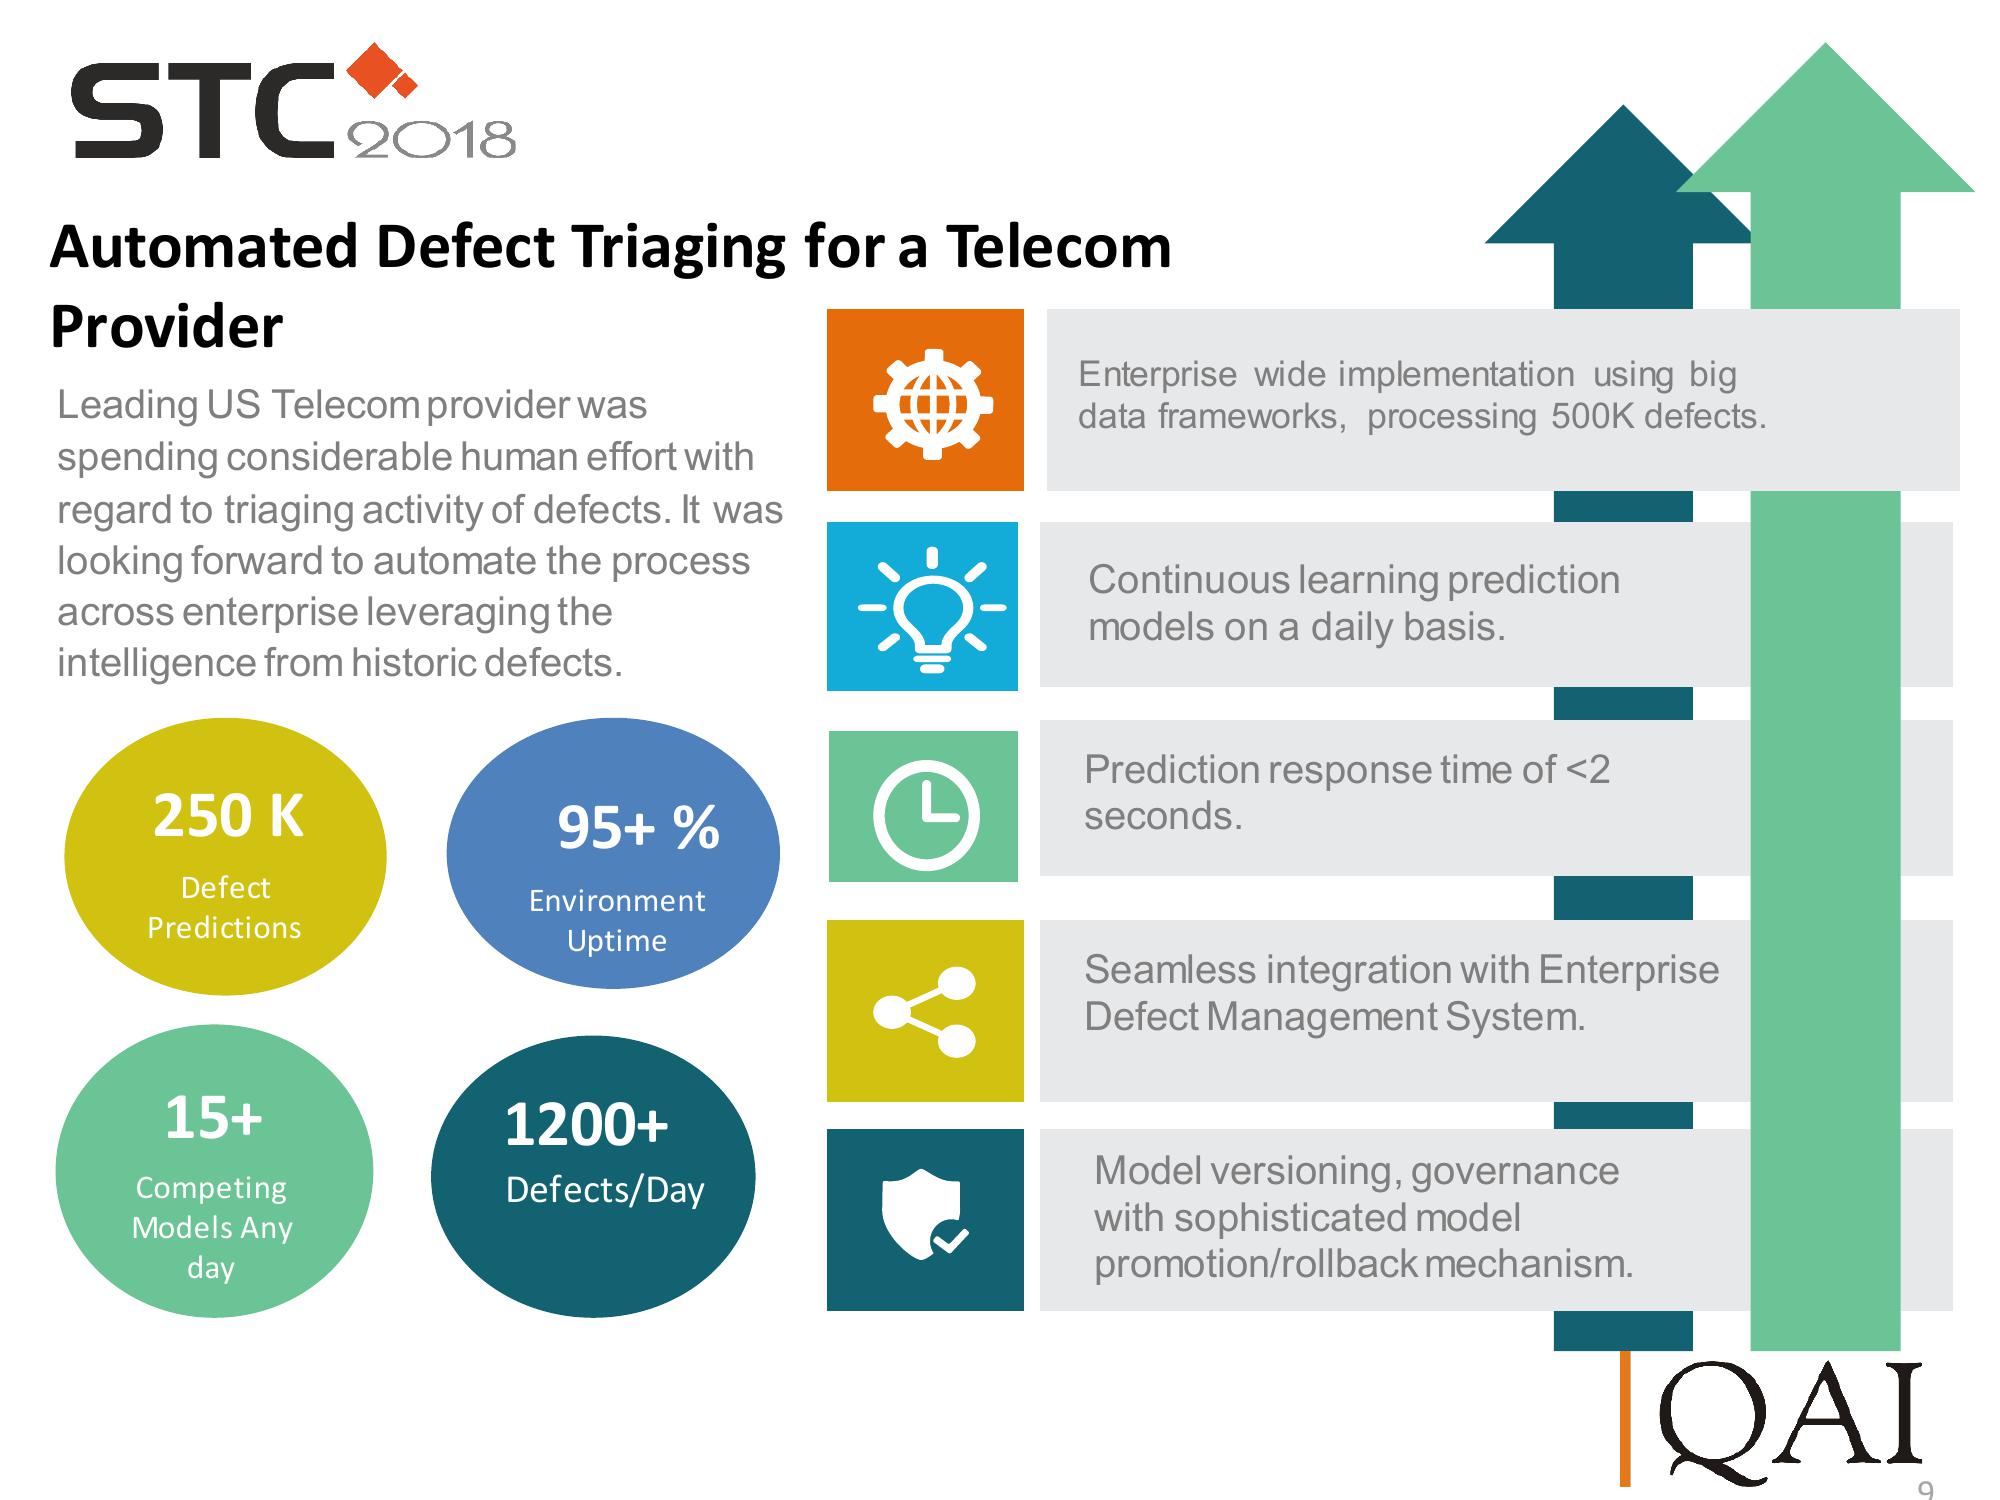 STC 2018
Automated Defect Triaging for a Telecom
Provider
Leading US Telecom provider was
spending considerable human effort with
regard to triaging activity of defects. It was
looking forward to automate the process
across enterprise leveraging the
intelligence from historic defects.
250 K
Defect
Predictions
95+ %
Environment
Uptime
15+
Competing
Models Any
day
1200+
Defects/Day
Enterprise wide implementation using big
data frameworks, processing 500K defects.
Continuous learning prediction
models on a daily basis.
Prediction response time of <2
seconds.
Seamless integration with Enterprise
Defect Management System.
Model versioning, governance
with sophisticated model
promotion/rollback mechanism.
QAI
9